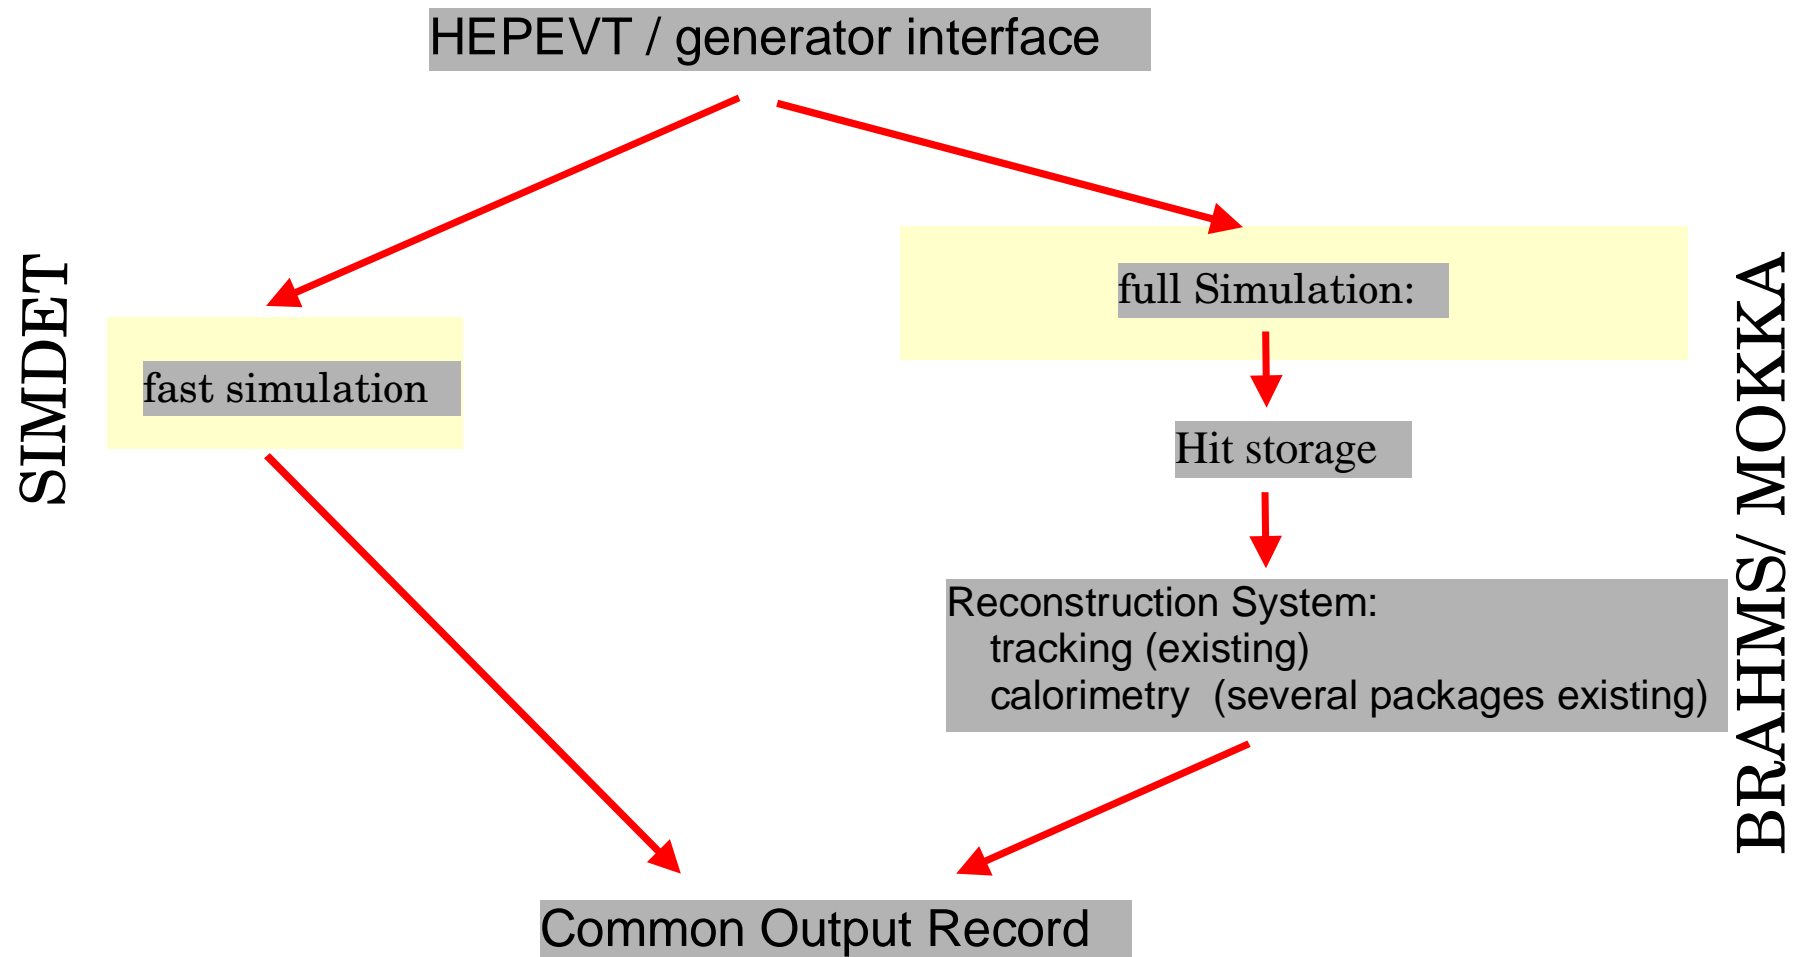 HEPEVT / generator interface
SIMDET
fast simulation
full Simulation:
Hit storage
Reconstruction System:
tracking (existing)
calorimetry (several packages existing)
BRAHMS/ MOKKA
Common Output Record